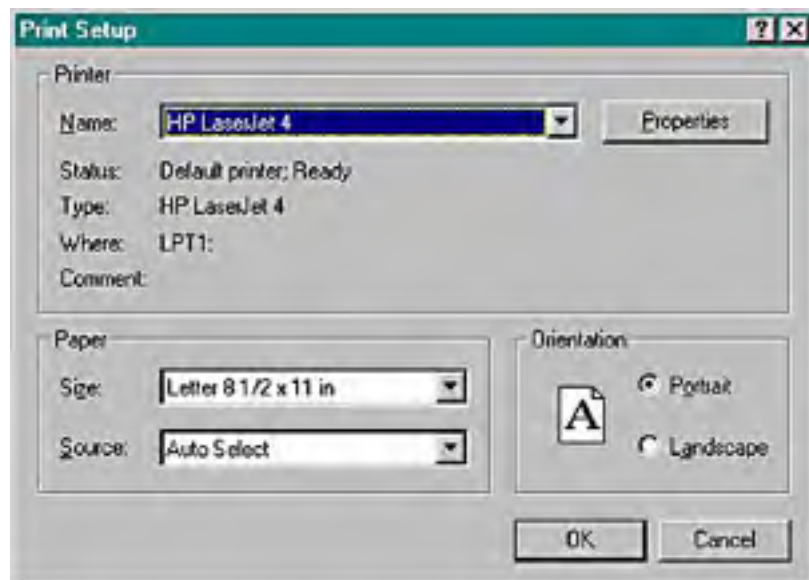 Print Setup
Printer
Name: HP LaserJet 4 Properties
Status: Default printer; Ready
Type: HP LaserJet 4
Where: LPT1:
Comment:
Paper
Size: Letter 8 1/2 x 11 in
Source: Auto Select
Orientation
A
Portrait
Landscape
OK Cancel